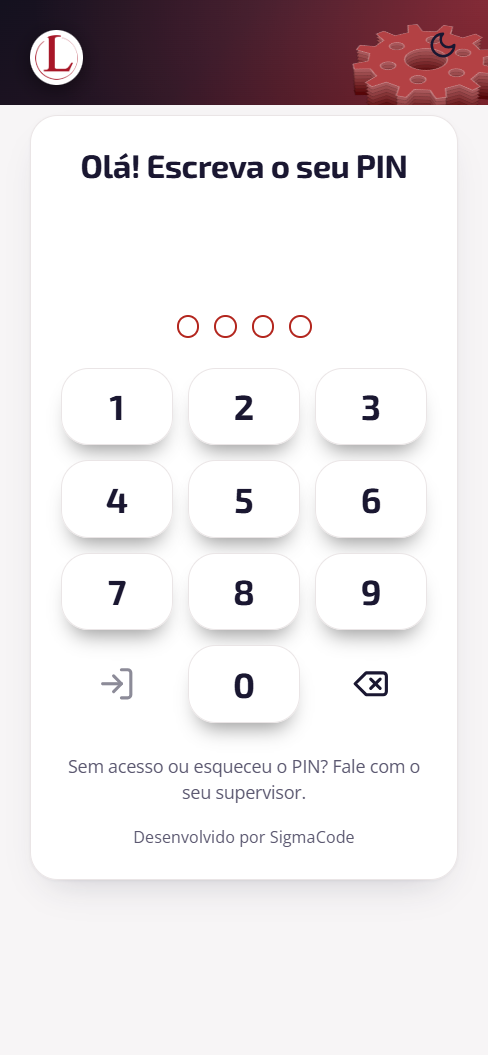 L
Olá! Escreva o seu PIN
1 2 3
4 5 6
7 8 9
0
Sem acesso ou esqueceu o PIN? Fale com o
seu supervisor.
Desenvolvido por SigmaCode